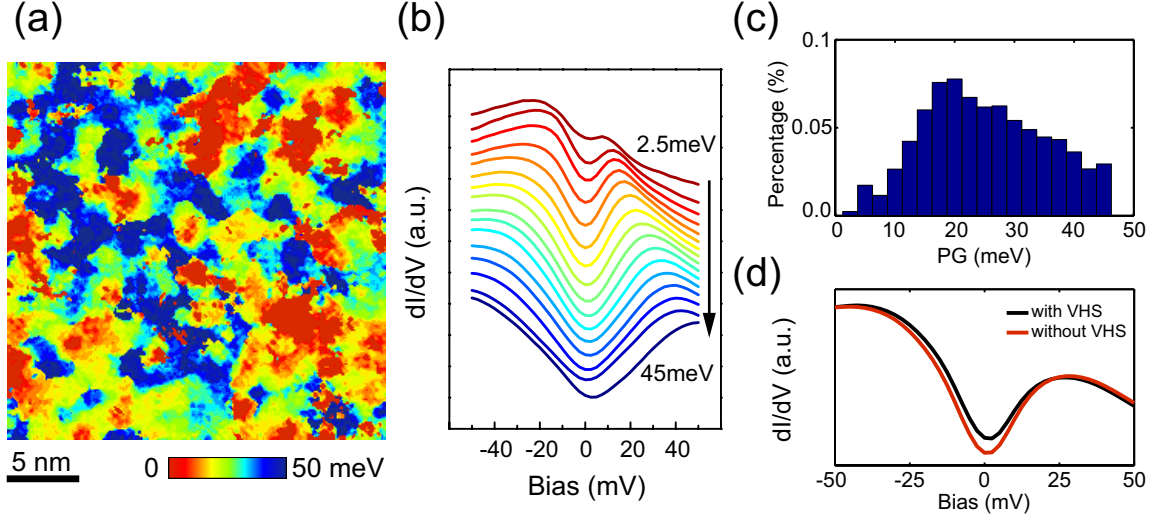 (a)
5 nm
0
50 meV
(b)
dI/dV (a.u.)
2.5meV
45meV
-40
-20
0
20
40
Bias (mV)
(c)
Percentage (%)
0.1
0.05
0.0
0
10
20
30
40
50
PG (meV)
(d)
dI/dV (a.u.)
with VHS
without VHS
-50
-25
0
25
50
Bias (mV)